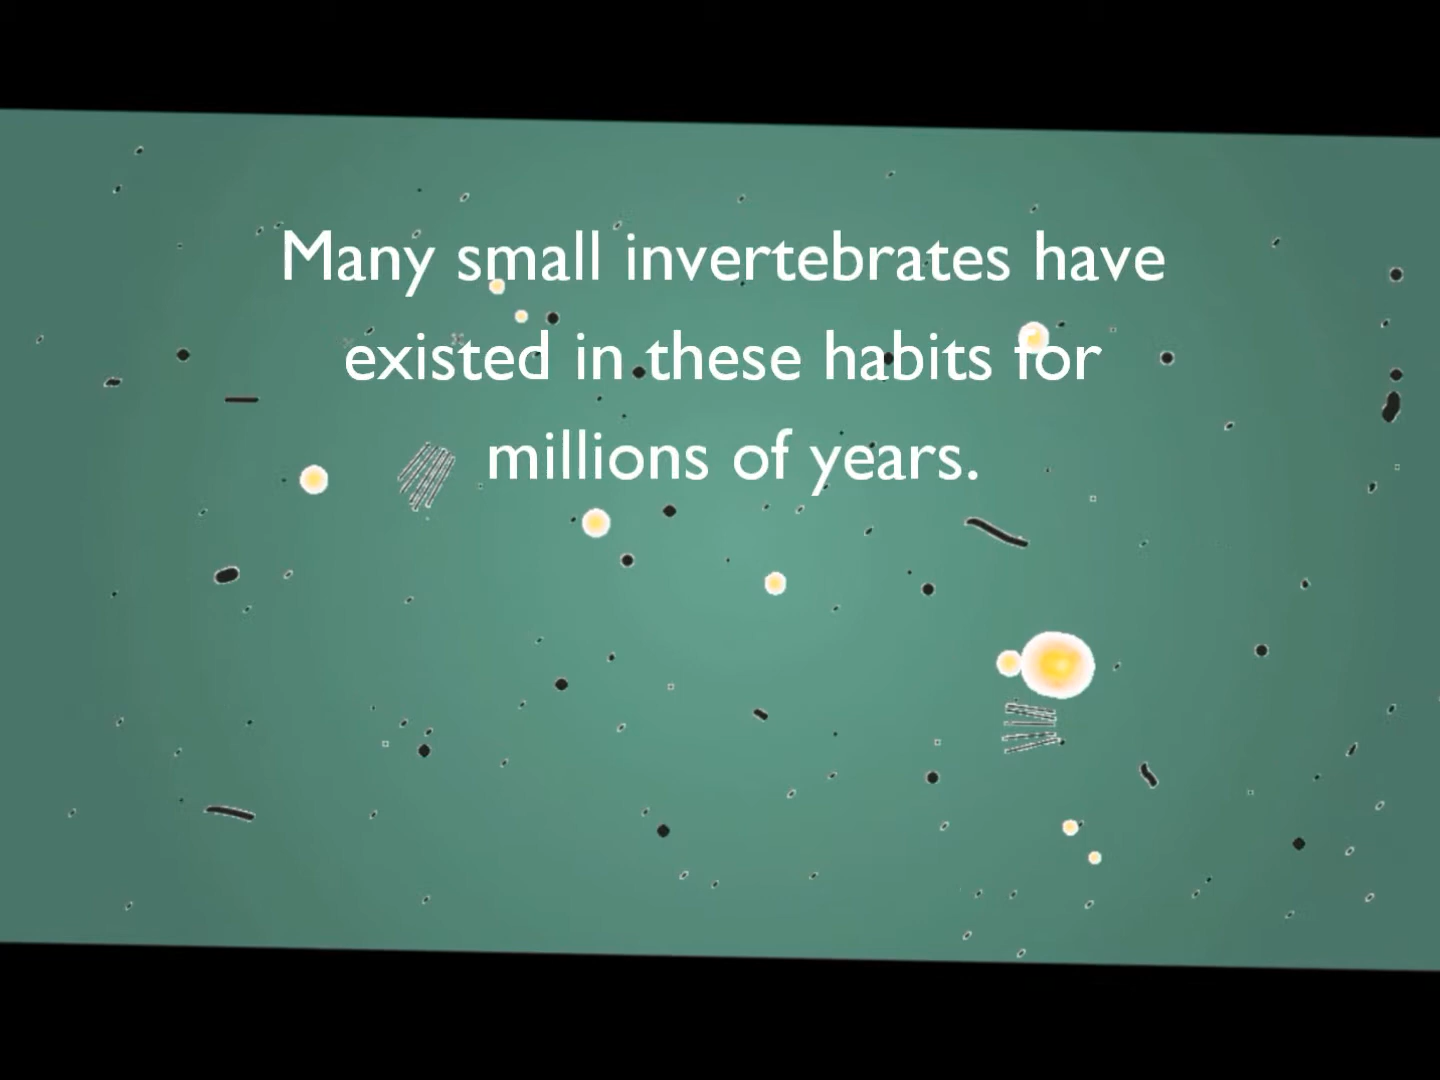 Many small invertebrates have
existed in these habits for
millions of years.